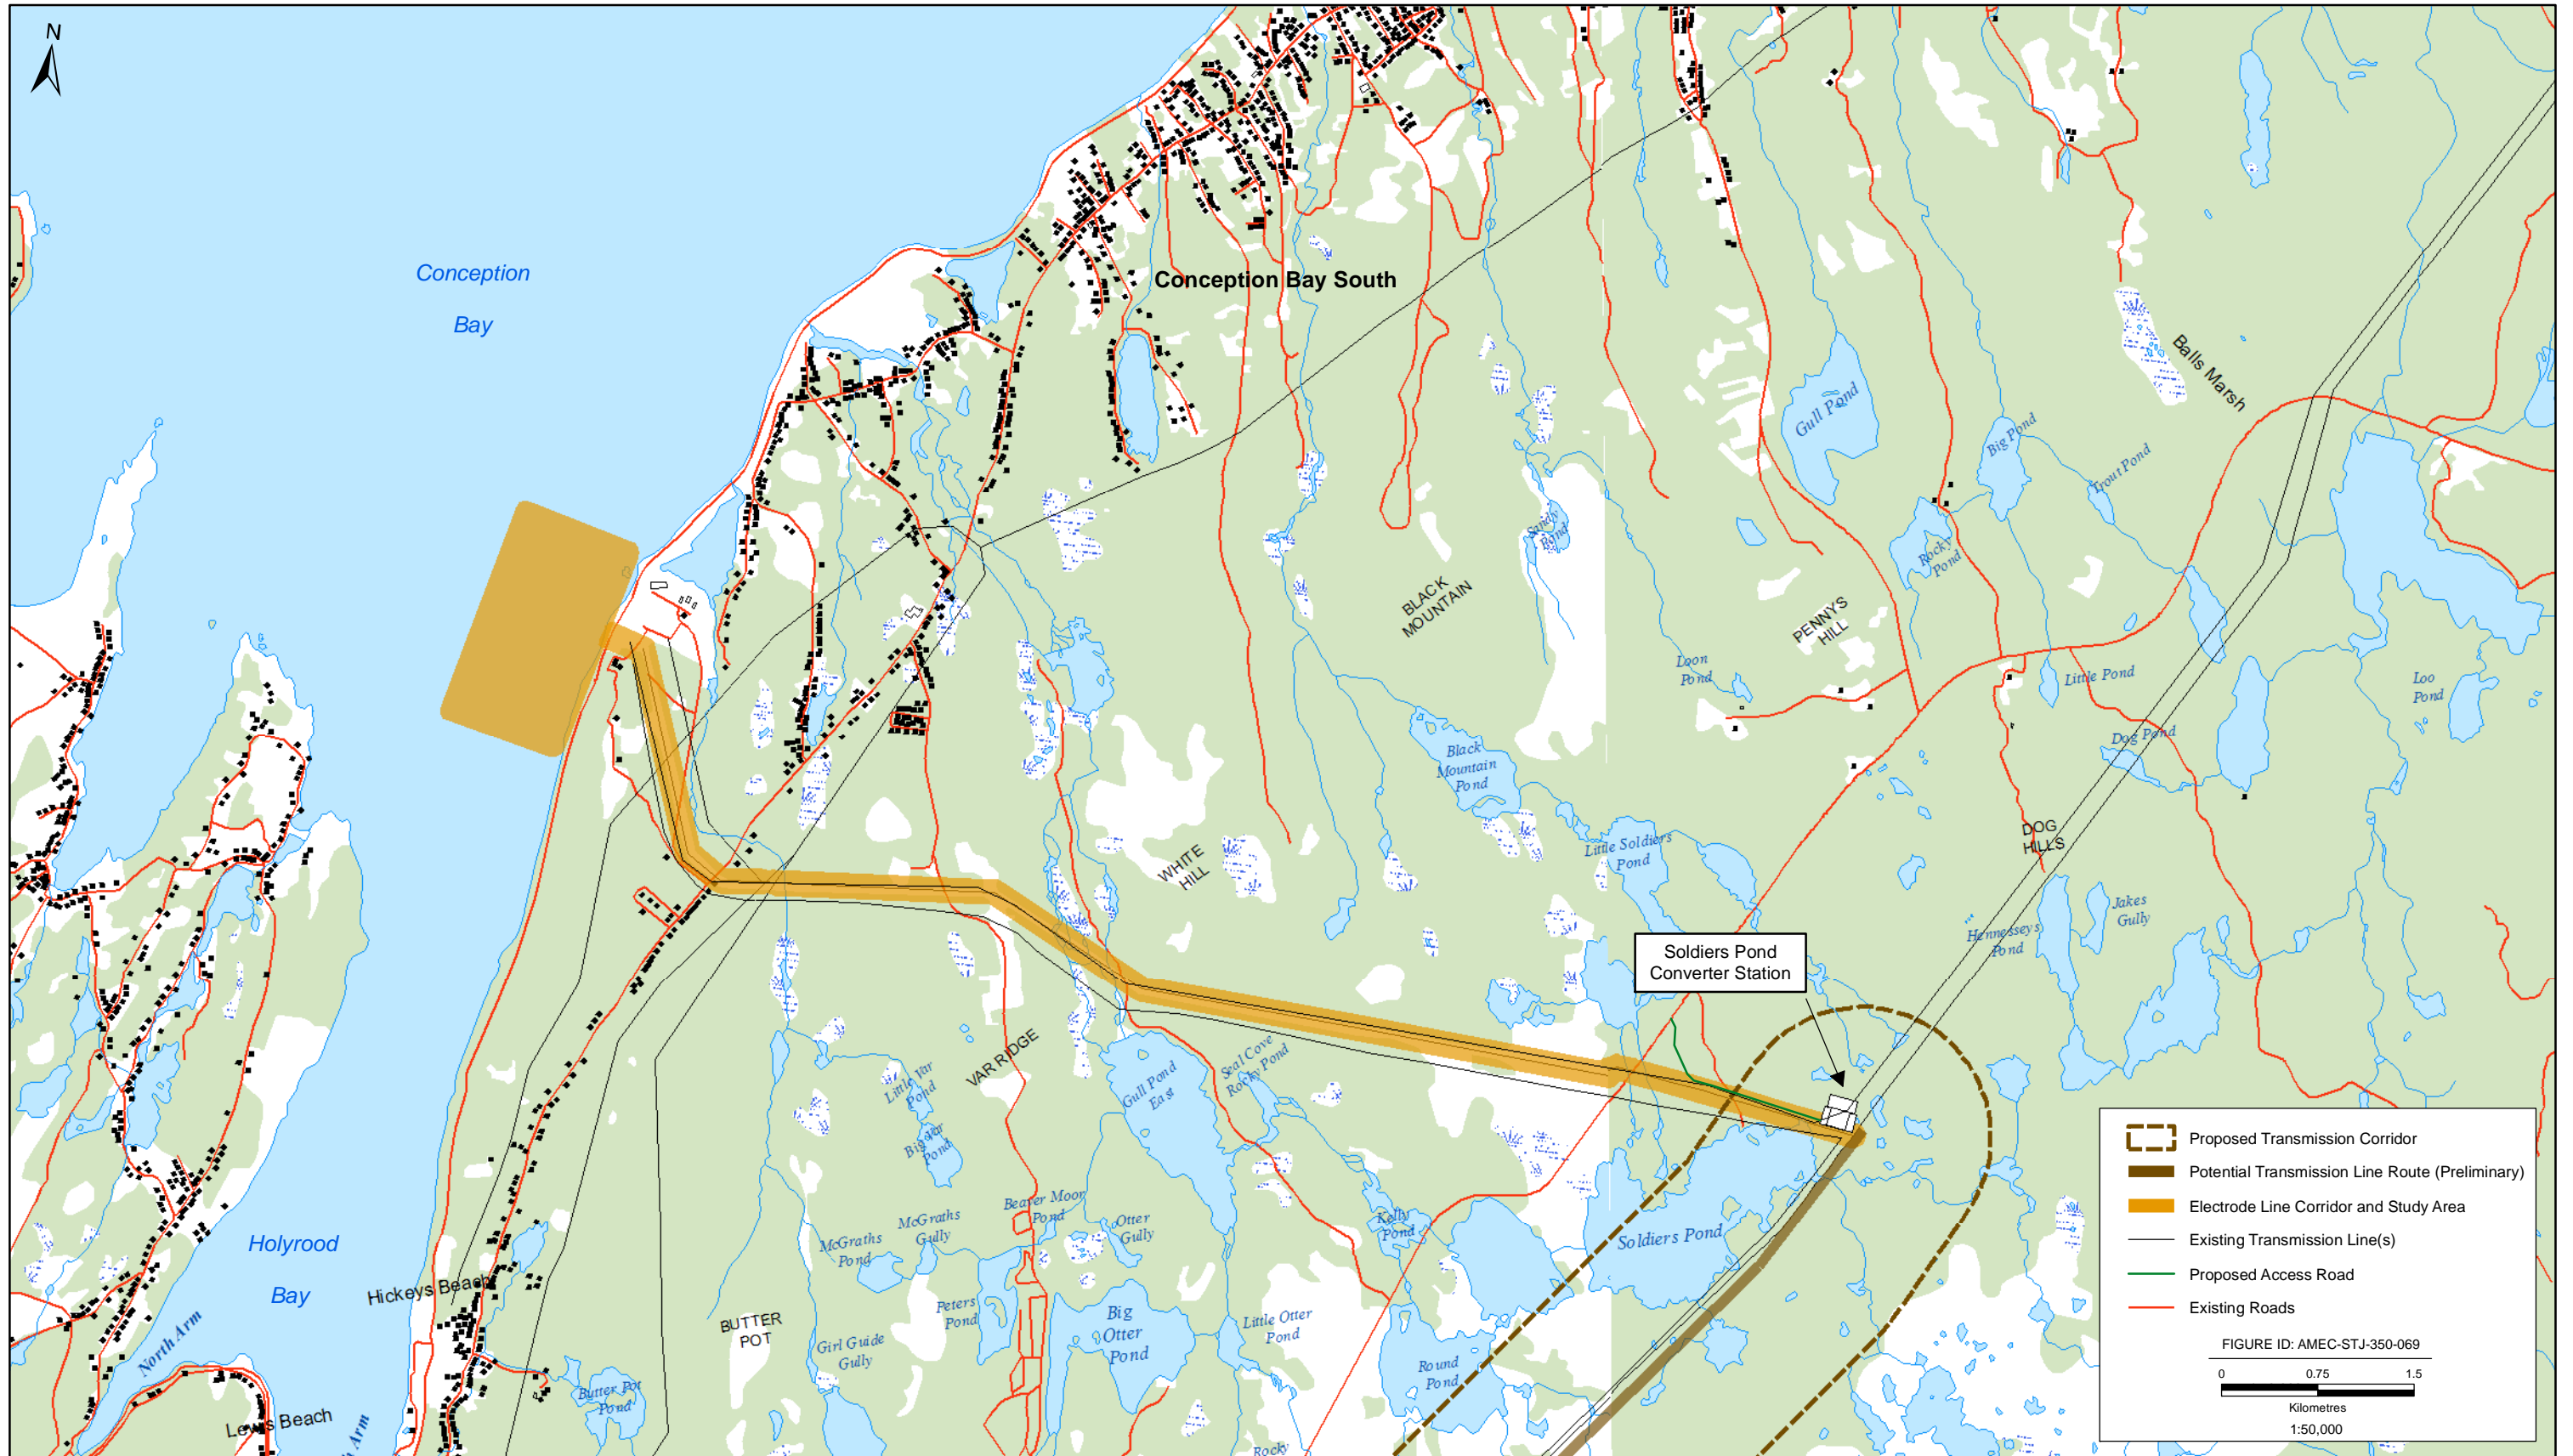 N
Conception
Bay
Conception Bay South
Balls Marsh
Gull Pond
Big Pond
Trout Pond
Sandy
Pond
Rocky
Pond
BLACK
MOUNTAIN
PENNYS
HILL
Loon
Pond
Little Pond
Loo
Pond
Dog Pond
Black
Mountain
Pond
DOG
HILLS
Little Soldiers
Pond
WHITE
HILL
Jakes
Gully
Hennesseys
Pond
Soldiers Pond
Converter Station
VAR RIDGE
Little Var
Pond
Gull Pond
East
Seal Cove
Rocky Pond
Big Var
Pond
Beaver Moor
Pond
McGraths
Gully
Otter
Gully
McGraths
Pond
Kelly
Pond
Soldiers Pond
Holyrood
Bay
Hickeys Beach
North Arm
BUTTER
POT
Peters
Pond
Big
Otter
Pond
Little Otter
Pond
Girl Guide
Gully
Round
Pond
Butter Pot
Pond
Lewis Beach
Arm
Rocky
Proposed Transmission Corridor
Potential Transmission Line Route (Preliminary)
Electrode Line Corridor and Study Area
Existing Transmission Line(s)
Proposed Access Road
Existing Roads
FIGURE ID: AMEC-STJ-350-069
0 0.75 1.5
Kilometres
1:50,000